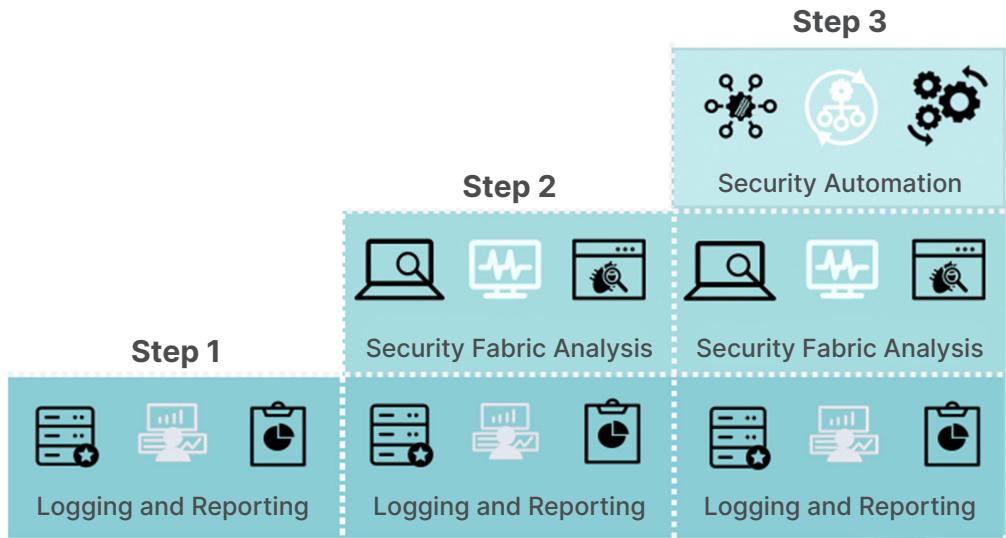 Step 3
Security Automation
Step 2
Security Fabric Analysis
Security Fabric Analysis
Step 1
Logging and Reporting
Logging and Reporting
Logging and Reporting